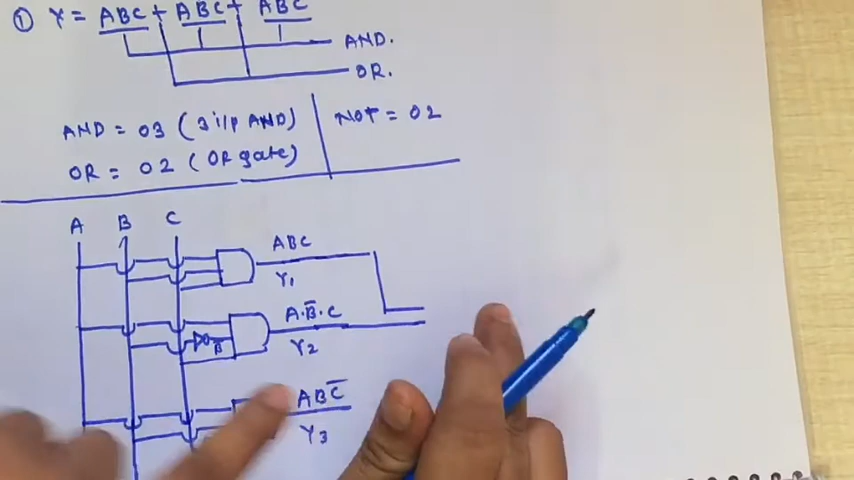 ① Y = ABC + ABC + ABC
AND.
OR.
AND = 03 (3 i/p AND)
NOT = 02
OR = 02 (OR gate)
A B C
ABC
Y₁
A·B̅·C
B̅
Y₂
ABC̅
Y₃